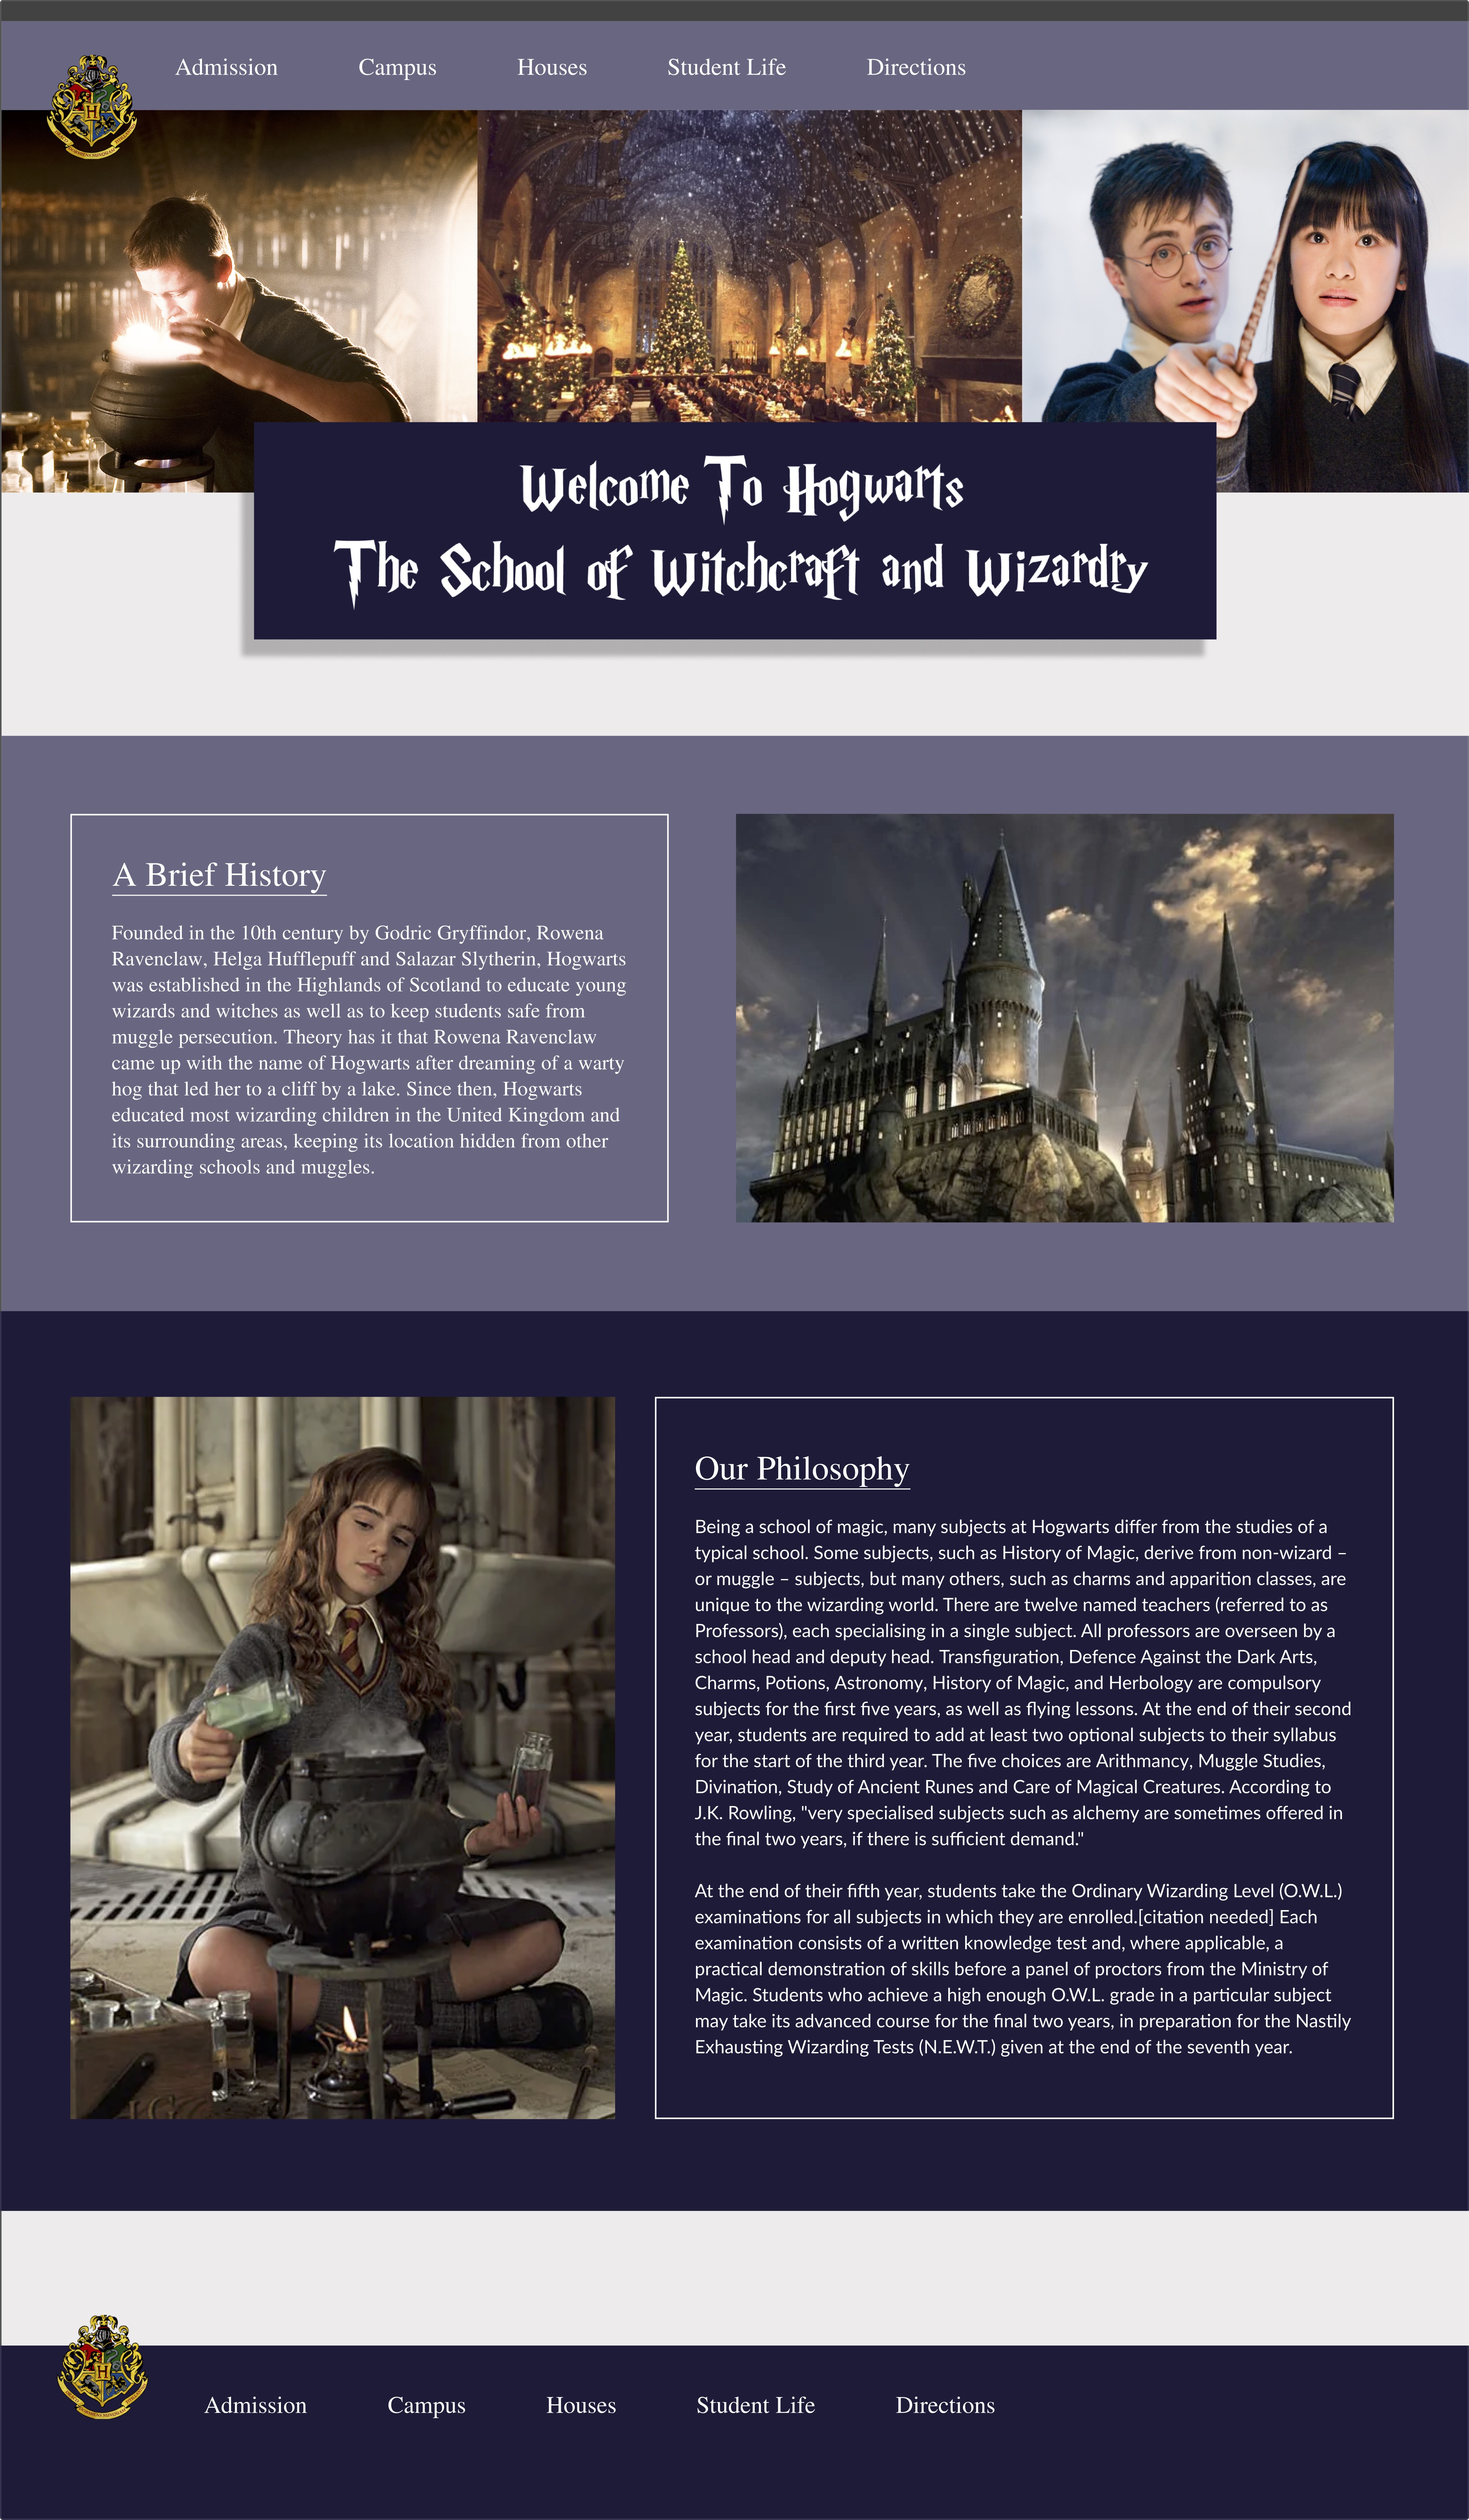 Admission Campus Houses Student Life Directions
Welcome To Hogwarts
The School of Witchcraft and Wizardry
A Brief History
Founded in the 10th century by Godric Gryffindor, Rowena
Ravenclaw, Helga Hufflepuff and Salazar Slytherin, Hogwarts
was established in the Highlands of Scotland to educate young
wizards and witches as well as to keep students safe from
muggle persecution. Theory has it that Rowena Ravenclaw
came up with the name of Hogwarts after dreaming of a warty
hog that led her to a cliff by a lake. Since then, Hogwarts
educated most wizarding children in the United Kingdom and
its surrounding areas, keeping its location hidden from other
wizarding schools and muggles.
Our Philosophy
Being a school of magic, many subjects at Hogwarts differ from the studies of a
typical school. Some subjects, such as History of Magic, derive from non-wizard –
or muggle – subjects, but many others, such as charms and apparition classes, are
unique to the wizarding world. There are twelve named teachers (referred to as
Professors), each specialising in a single subject. All professors are overseen by a
school head and deputy head. Transfiguration, Defence Against the Dark Arts,
Charms, Potions, Astronomy, History of Magic, and Herbology are compulsory
subjects for the first five years, as well as flying lessons. At the end of their second
year, students are required to add at least two optional subjects to their syllabus
for the start of the third year. The five choices are Arithmancy, Muggle Studies,
Divination, Study of Ancient Runes and Care of Magical Creatures. According to
J.K. Rowling, "very specialised subjects such as alchemy are sometimes offered in
the final two years, if there is sufficient demand."
At the end of their fifth year, students take the Ordinary Wizarding Level (O.W.L.)
examinations for all subjects in which they are enrolled.[citation needed] Each
examination consists of a written knowledge test and, where applicable, a
practical demonstration of skills before a panel of proctors from the Ministry of
Magic. Students who achieve a high enough O.W.L. grade in a particular subject
may take its advanced course for the final two years, in preparation for the Nastily
Exhausting Wizarding Tests (N.E.W.T.) given at the end of the seventh year.
H
Admission Campus Houses Student Life Directions